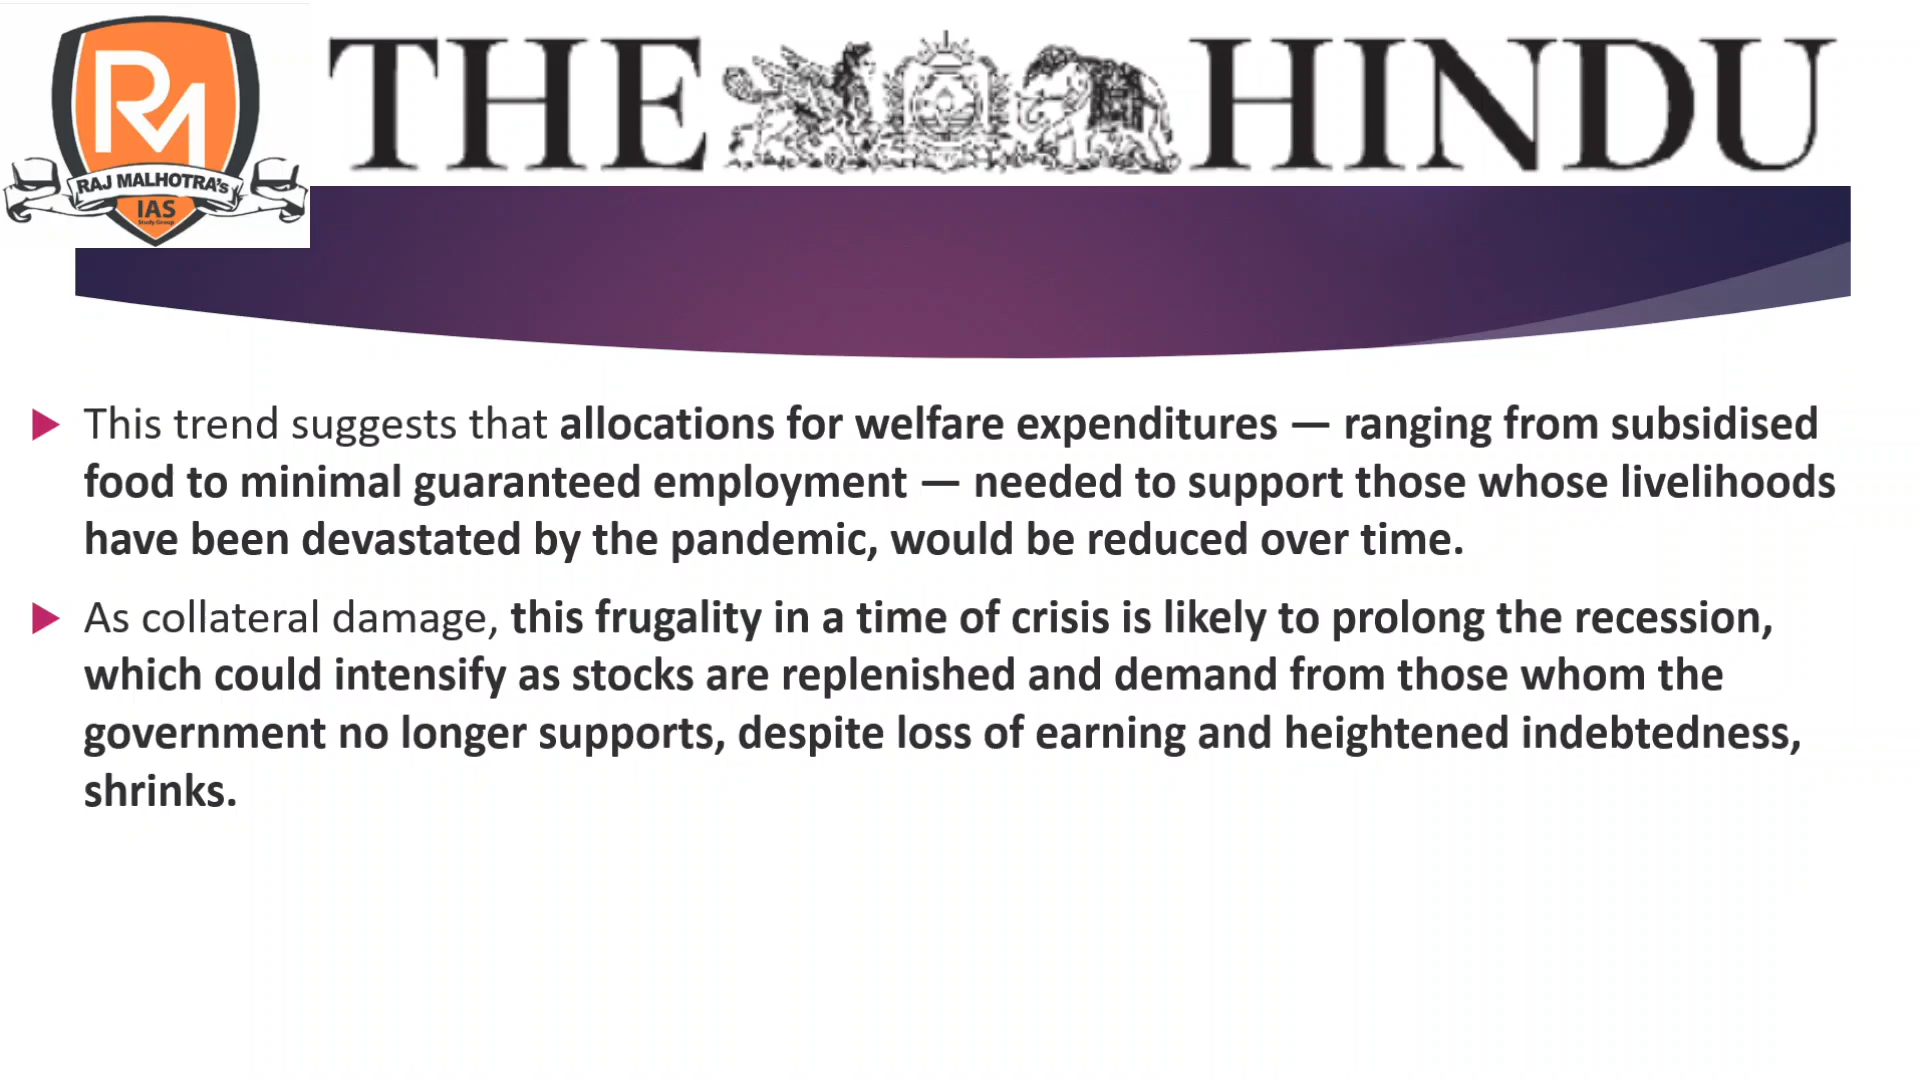 RM
THE HINDU
RAJ MALHOTRA's
IAS
Study Group
This trend suggests that allocations for welfare expenditures — ranging from subsidised
food to minimal guaranteed employment — needed to support those whose livelihoods
have been devastated by the pandemic, would be reduced over time.
As collateral damage, this frugality in a time of crisis is likely to prolong the recession,
which could intensify as stocks are replenished and demand from those whom the
government no longer supports, despite loss of earning and heightened indebtedness,
shrinks.